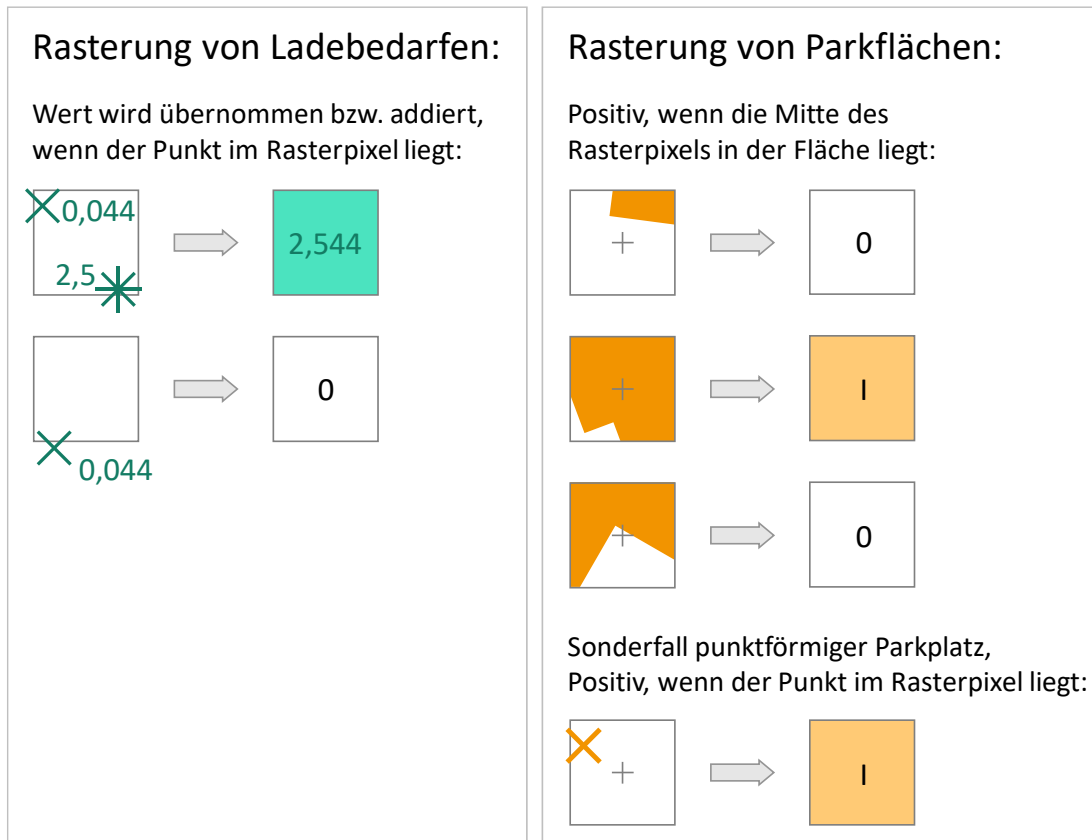 Rasterung von Ladebedarfen:
Wert wird übernommen bzw. addiert,
wenn der Punkt im Rasterpixel liegt:
0,044
2,5
2,544
0
0,044
Rasterung von Parkflächen:
Positiv, wenn die Mitte des
Rasterpixels in der Fläche liegt:
0
I
0
Sonderfall punktförmiger Parkplatz,
Positiv, wenn der Punkt im Rasterpixel liegt:
I